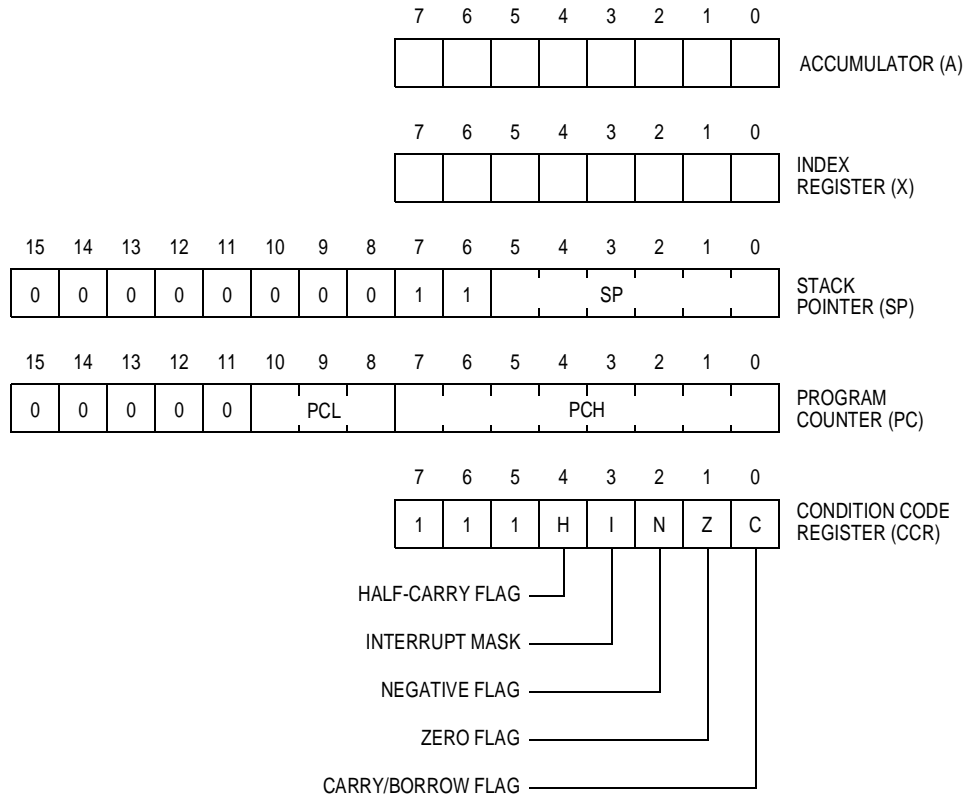 7 6 5 4 3 2 1 0
ACCUMULATOR (A)
7 6 5 4 3 2 1 0
INDEX
REGISTER (X)
15 14 13 12 11 10 9 8 7 6 5 4 3 2 1 0
0 0 0 0 0 0 0 0 1 1 SP
STACK
POINTER (SP)
15 14 13 12 11 10 9 8 7 6 5 4 3 2 1 0
0 0 0 0 0 PCL PCH
PROGRAM
COUNTER (PC)
7 6 5 4 3 2 1 0
1 1 1 H I N Z C
CONDITION CODE
REGISTER (CCR)
HALF-CARRY FLAG
INTERRUPT MASK
NEGATIVE FLAG
ZERO FLAG
CARRY/BORROW FLAG